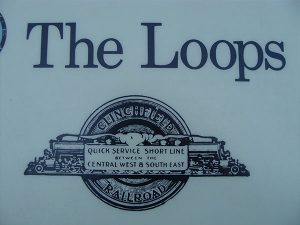 The Loops
CLINCHFIELD
QUICK SERVICE SHORT LINE
BETWEEN THE
CENTRAL WEST & SOUTH EAST
RAILROAD